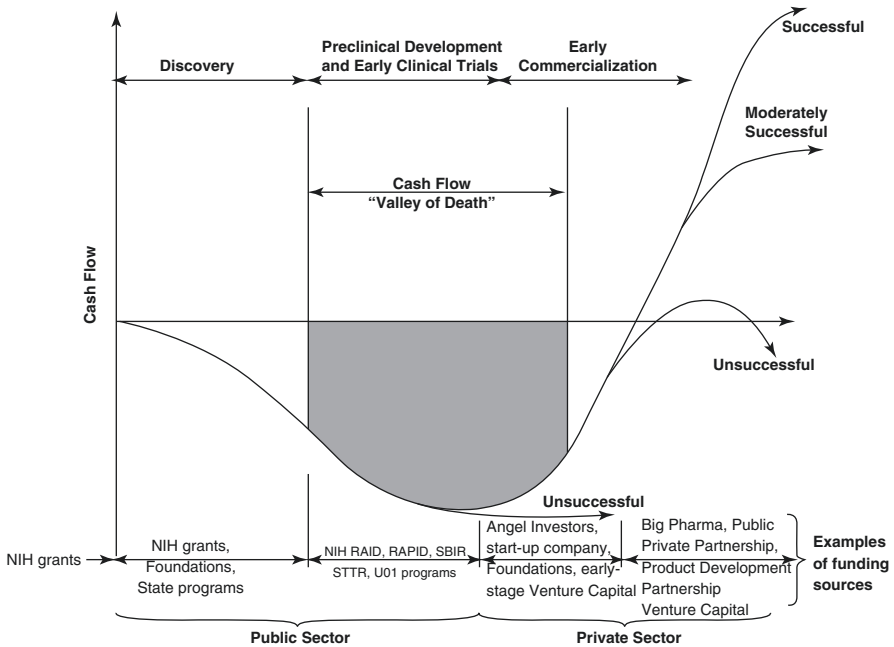 Successful
Preclinical Development
and Early Clinical Trials
Early
Commercialization
Discovery
Moderately
Successful
Cash Flow
“Valley of Death”
Cash Flow
Unsuccessful
Unsuccessful
NIH grants
NIH grants,
Foundations,
State programs
NIH RAID, RAPID, SBIR,
STTR, U01 programs
Angel Investors,
start-up company,
Foundations, early-
stage Venture Capital
Big Pharma, Public
Private Partnership,
Product Development
Partnership
Venture Capital
Examples
of funding
sources
Public Sector
Private Sector